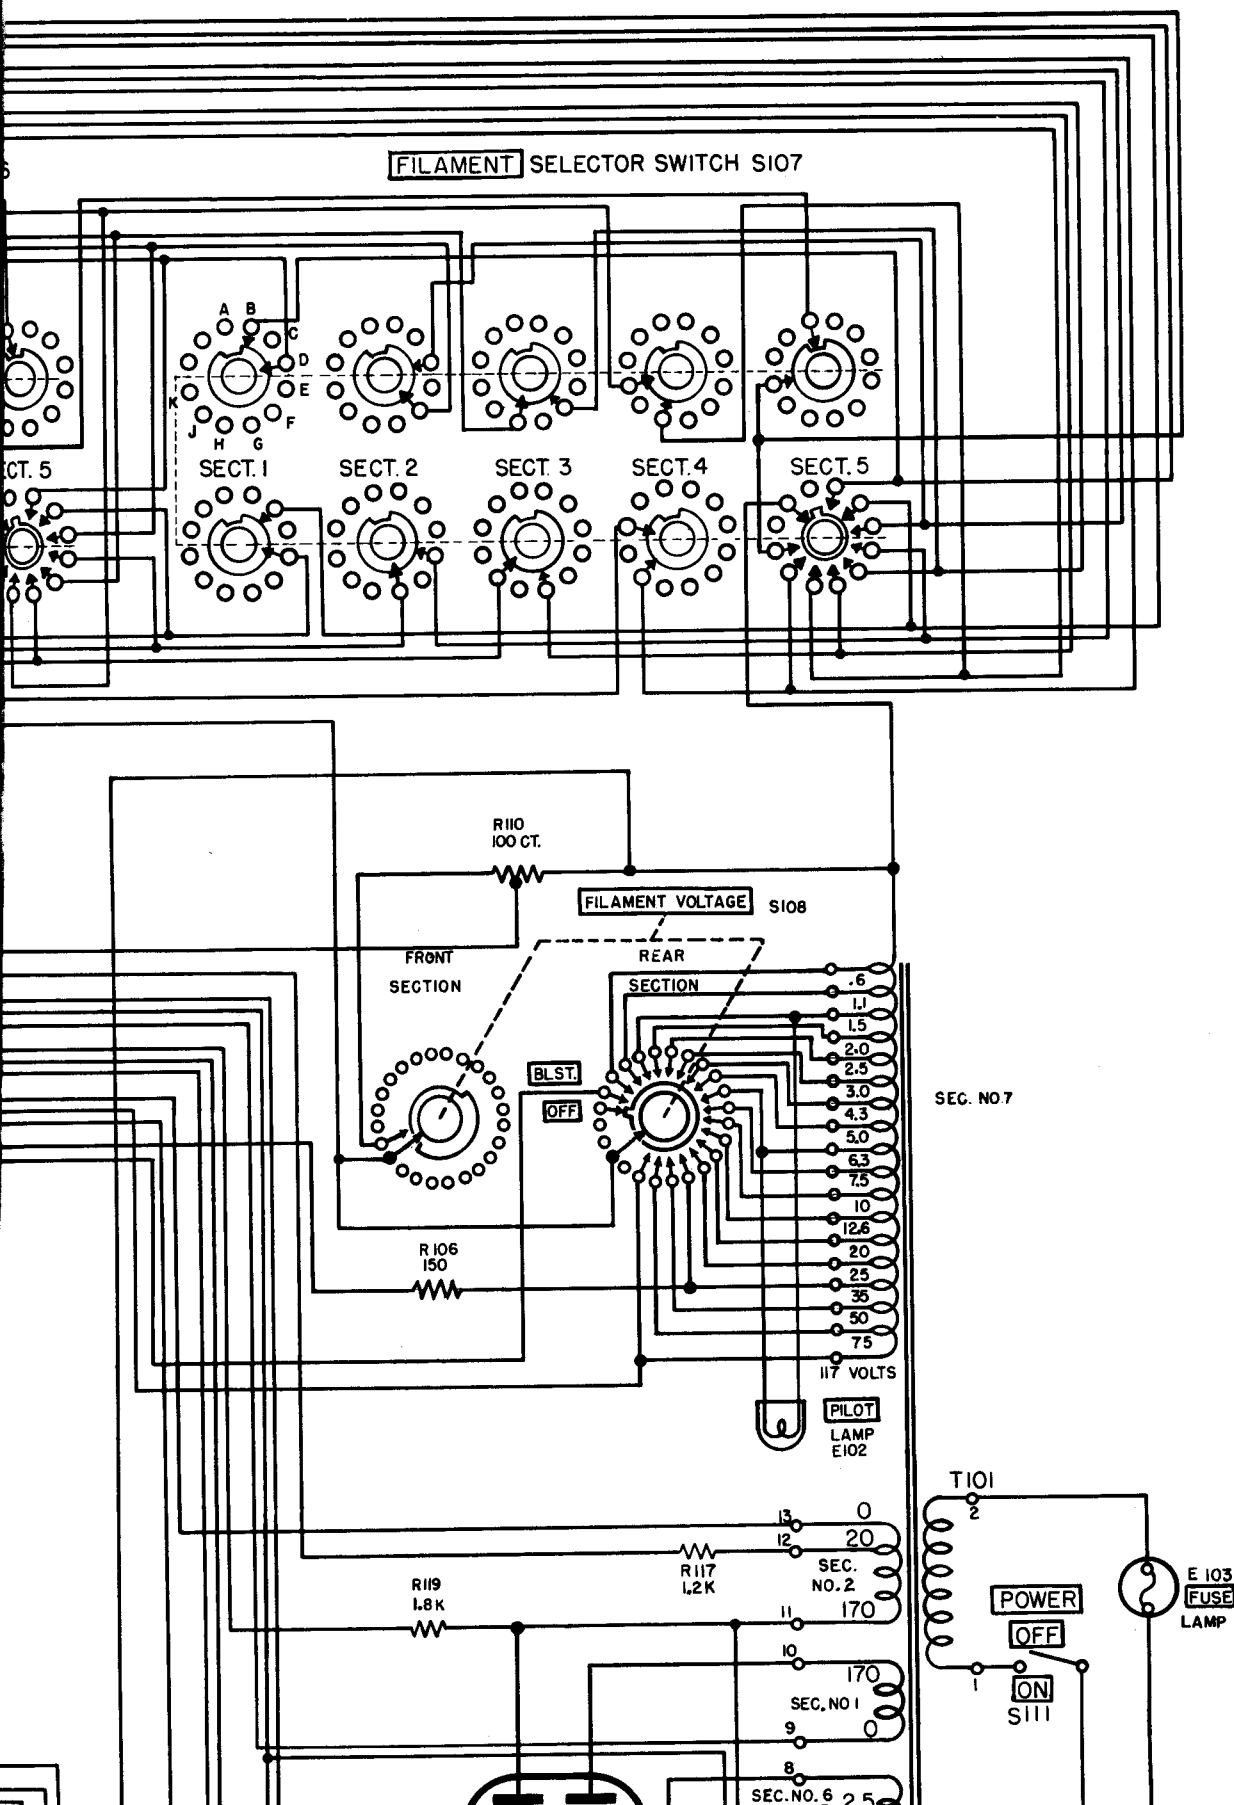 6
FILAMENT SELECTOR SWITCH S107
A B
C
D
E
F
G
H
J
K
CT. 5 SECT. 1 SECT. 2 SECT. 3 SECT. 4 SECT. 5
R110
100 CT.
FILAMENT VOLTAGE S108
FRONT
SECTION
REAR
SECTION
.6
1.1
1.5
2.0
2.5
3.0
4.3
5.0
6.3
7.5
10
12.6
20
25
35
50
75
117 VOLTS
SEC. NO.7
BLST.
OFF
R106
150
PILOT
LAMP
E102
T101
2
13 0
12 20
SEC.
NO. 2
11 170
R117
1.2K
R119
1.8K
10
170
SEC. NO 1
9 0
8
SEC. NO. 6 2.5
POWER
OFF
1
ON
S111
E 103
FUSE
LAMP